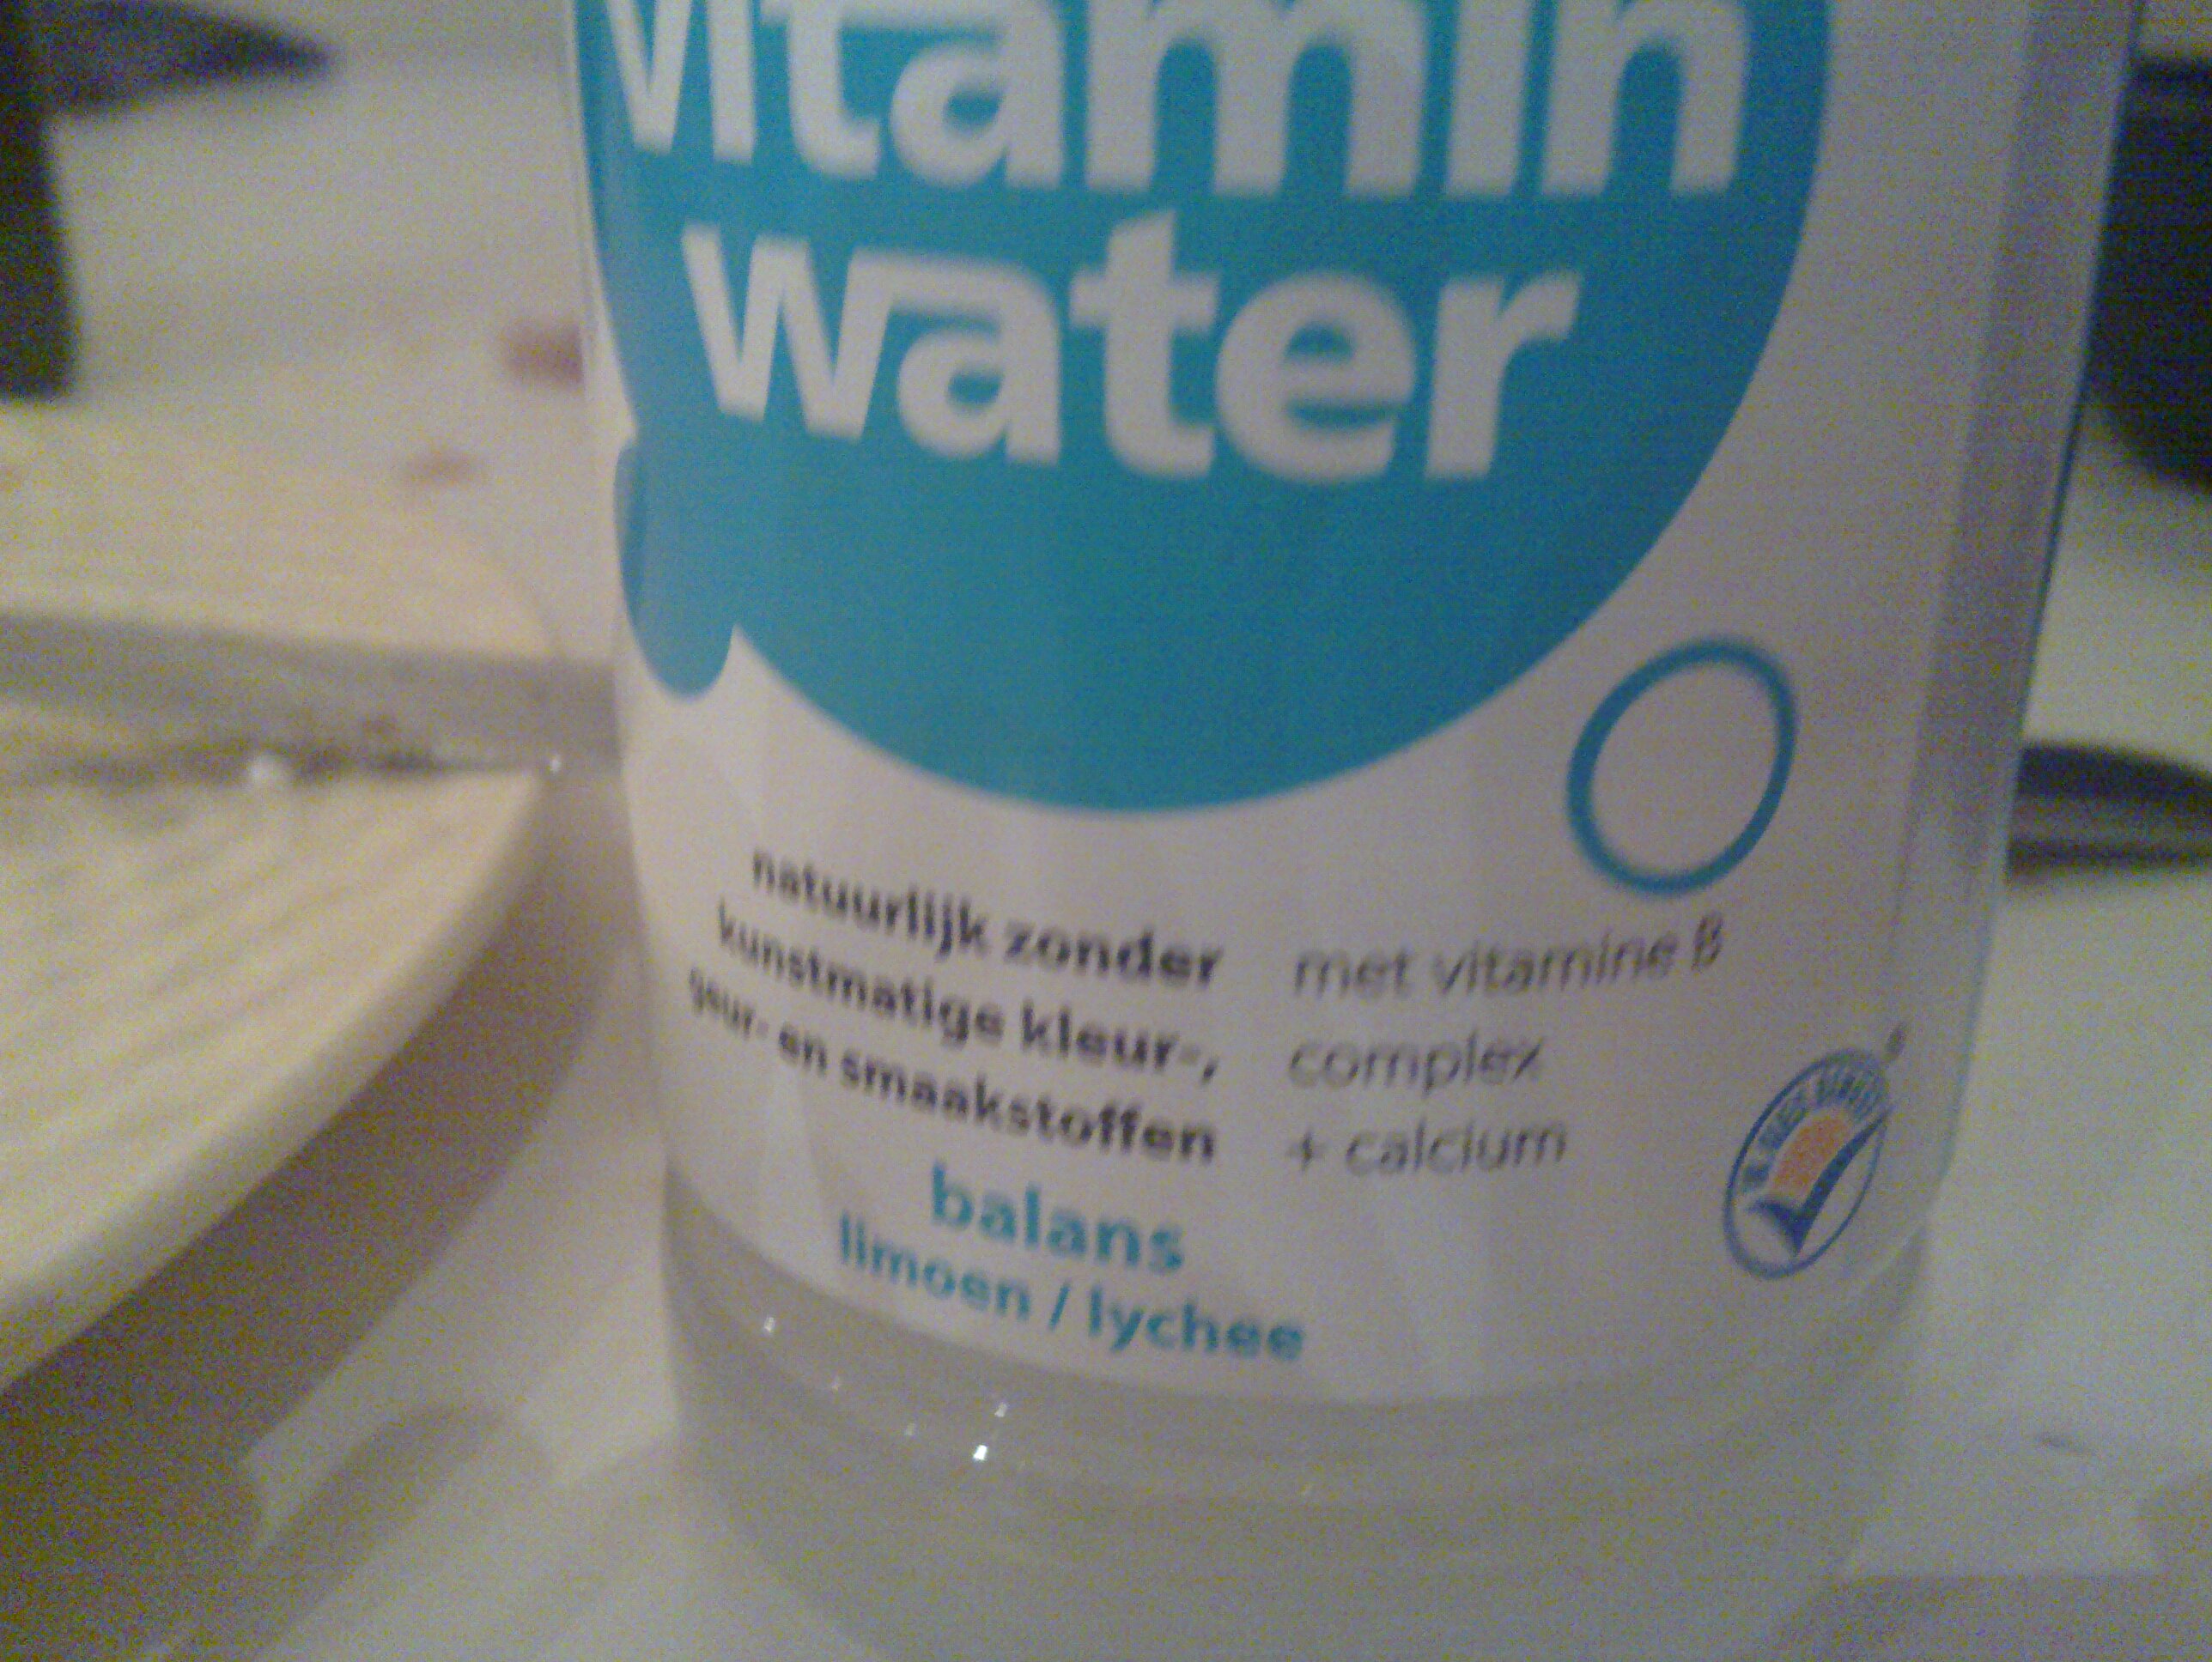 vitamin
water
natuurlijk zonder
kunstmatige kleur-,
geur- en smaakstoffen
met vitamine B
complex
+ calcium
balans
limoen / lychee